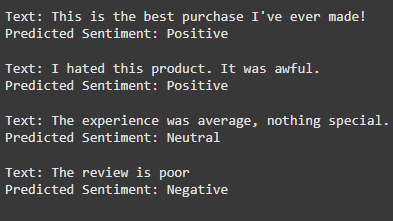 Text: This is the best purchase I've ever made!
Predicted Sentiment: Positive
Text: I hated this product. It was awful.
Predicted Sentiment: Positive
Text: The experience was average, nothing special.
Predicted Sentiment: Neutral
Text: The review is poor
Predicted Sentiment: Negative